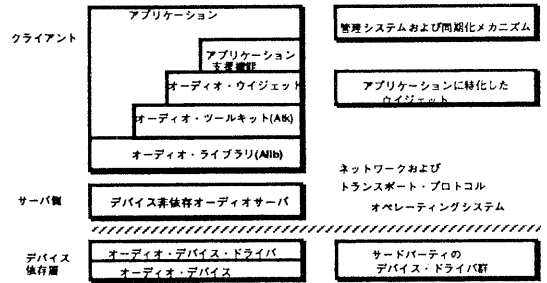 アプリケーション
クライアント
アプリケーション
支援機能
オーディオ・ウイジェット
オーディオ・ツールキット(Atk)
オーディオ・ライブラリ(Alib)
管理システムおよび同期化メカニズム
アプリケーションに特化した
ウイジェット
ネットワークおよび
トランスポート・プロトコル
オペレーティングシステム
サーバ側
デバイス非依存オーディオサーバ
デバイス
依存層
オーディオ・デバイス・ドライバ
オーディオ・デバイス
サードパーティの
デバイス・ドライバ群